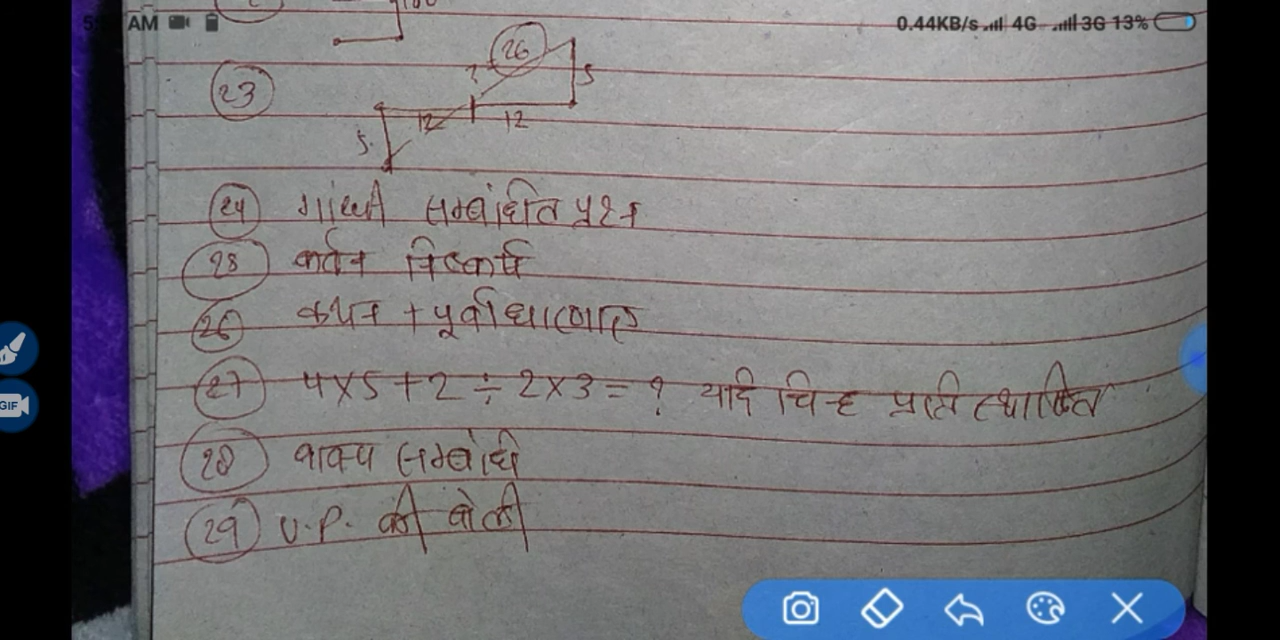 AM 0.44KB/s 4G 3G 13%
26
23 ? 5
12 12
5.
24 सम्बंधित प्रश्न
25 कथन निष्कर्ष
26 कथन + पूर्वधारणा
27 4×5+2÷2×3=? यदि चिन्ह प्रतिस्थापित
28 वाक्य सम्बंधि
29 U.P. की बोली
GIF